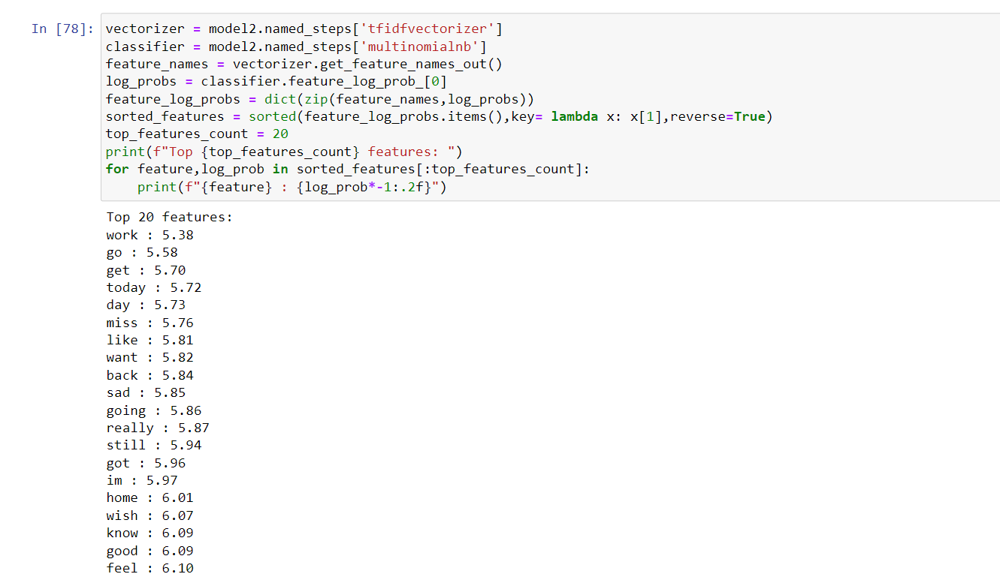 In [78]: vectorizer = model2.named_steps['tfidfvectorizer']
classifier = model2.named_steps['multinomialnb']
feature_names = vectorizer.get_feature_names_out()
log_probs = classifier.feature_log_prob_[0]
feature_log_probs = dict(zip(feature_names,log_probs))
sorted_features = sorted(feature_log_probs.items(),key= lambda x: x[1],reverse=True)
top_features_count = 20
print(f"Top {top_features_count} features: ")
for feature,log_prob in sorted_features[:top_features_count]:
    print(f"{feature} : {log_prob*-1:.2f}")
Top 20 features:
work : 5.38
go : 5.58
get : 5.70
today : 5.72
day : 5.73
miss : 5.76
like : 5.81
want : 5.82
back : 5.84
sad : 5.85
going : 5.86
really : 5.87
still : 5.94
got : 5.96
im : 5.97
home : 6.01
wish : 6.07
know : 6.09
good : 6.09
feel : 6.10